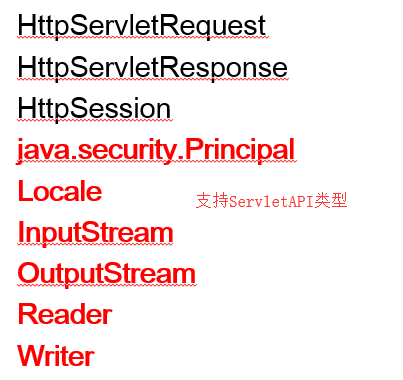 HttpServletRequest
HttpServletResponse
HttpSession
java.security.Principal
Locale
支持ServletAPI类型
InputStream
OutputStream
Reader
Writer